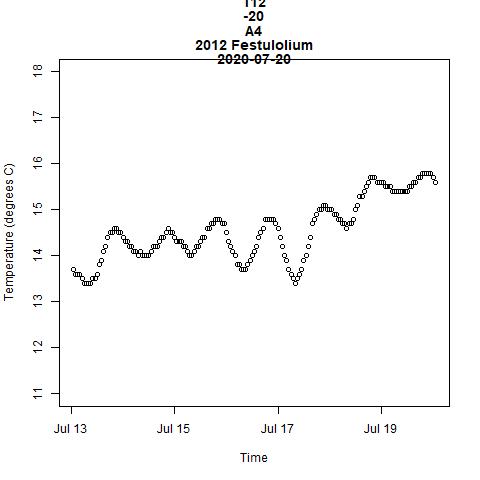 T12
-20
A4
2012 Festulolium
2020-07-20
Temperature (degrees C)
18
17
16
15
14
13
12
11
Jul 13
Jul 15
Jul 17
Jul 19
Time